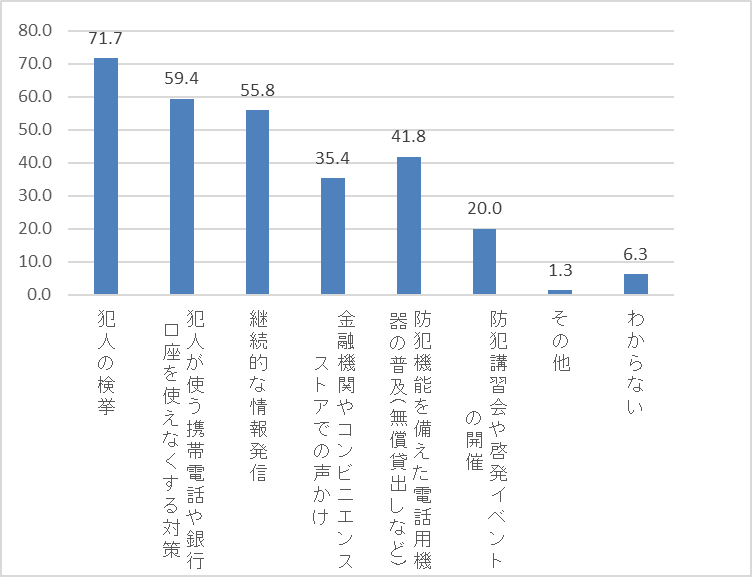 80.0
70.0
60.0
50.0
40.0
30.0
20.0
10.0
0.0
71.7
59.4
55.8
35.4
41.8
20.0
1.3
6.3
犯人の検挙
犯人が使う携帯電話や銀行
口座を使えなくする対策
継続的な情報発信
金融機関やコンビニエンス
ストアでの声かけ
防犯機能を備えた電話用機
器の普及(無償貸出しなど)
防犯講習会や啓発イベント
の開催
その他
わからない